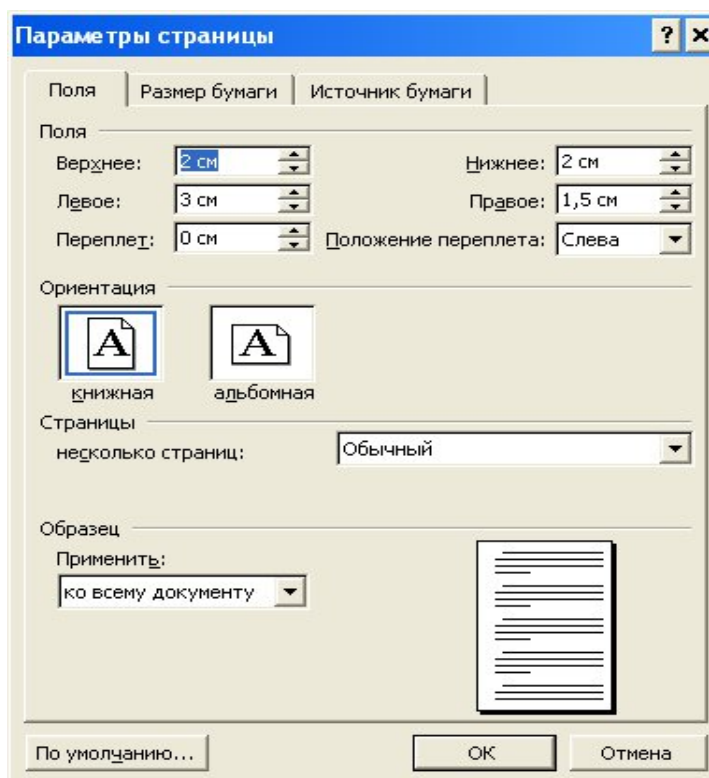 Параметры страницы
Поля Размер бумаги Источник бумаги
Поля
Верхнее: 2 см Нижнее: 2 см
Левое: 3 см Правое: 1,5 см
Переплет: 0 см Положение переплета: Слева
Ориентация
A A
книжная альбомная
Страницы
несколько страниц: Обычный
Образец
Применить:
ко всему документу
По умолчанию... ОК Отмена